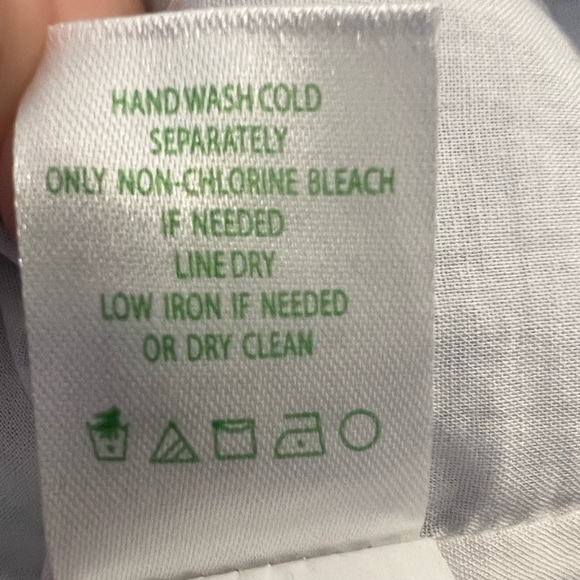 HAND WASH COLD
SEPARATELY
ONLY NON-CHLORINE BLEACH
IF NEEDED
LINE DRY
LOW IRON IF NEEDED
OR DRY CLEAN